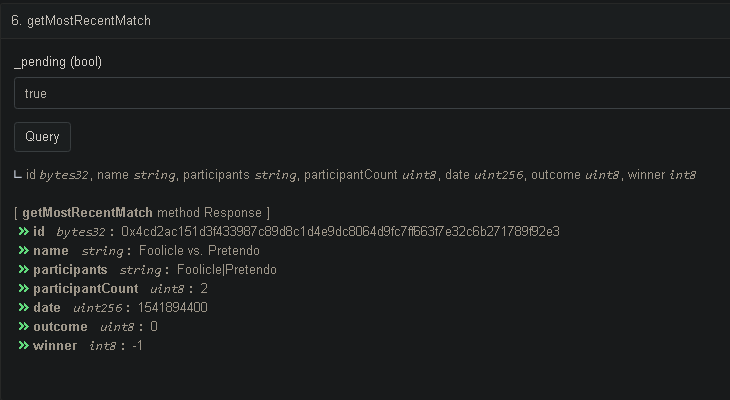 6. getMostRecentMatch
_pending (bool)
true
Query
id bytes32, name string, participants string, participantCount uint8, date uint256, outcome uint8, winner int8
[ getMostRecentMatch method Response ]
id bytes32 : 0x4cd2ac151d3f433987c89d8c1d4e9dc8064d9fc7ff663f7e32c6b271789f92e3
name string : Foolicle vs. Pretendo
participants string : Foolicle|Pretendo
participantCount uint8 : 2
date uint256 : 1541894400
outcome uint8 : 0
winner int8 : -1